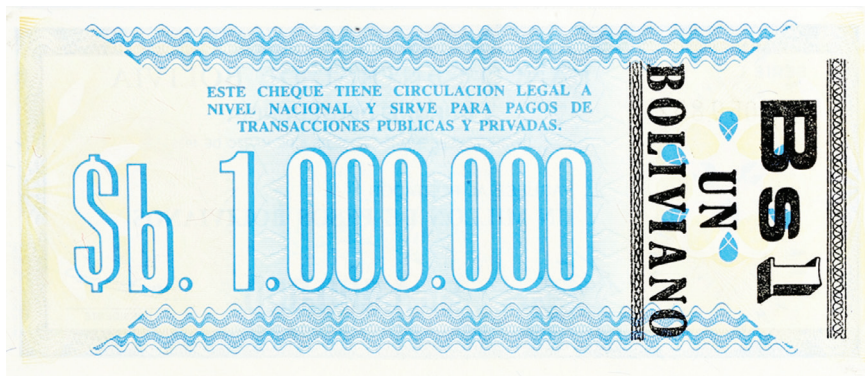 ESTE CHEQUE TIENE CIRCULACION LEGAL A
NIVEL NACIONAL Y SIRVE PARA PAGOS DE
TRANSACCIONES PUBLICAS Y PRIVADAS.
$b. 1.000.000
Bs 1
UN
BOLIVIANO